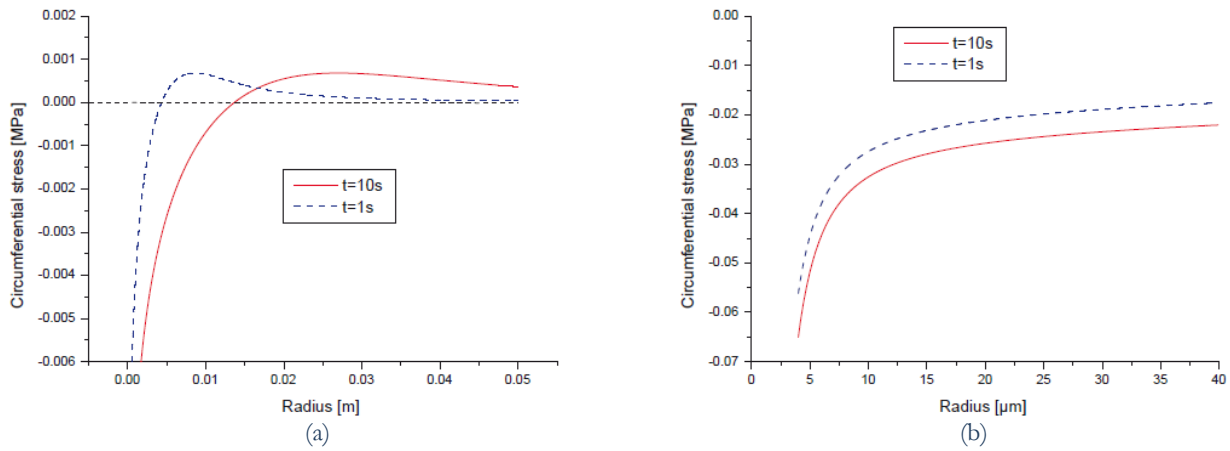 0.002
0.001
0.000
-0.001
-0.002
-0.003
-0.004
-0.005
-0.006
Circumferential stress [MPa]
t=10s
t=1s
0.00 0.01 0.02 0.03 0.04 0.05
Radius [m]
(a)
0.00
-0.01
-0.02
-0.03
-0.04
-0.05
-0.06
-0.07
Circumferential stress [MPa]
t=10s
t=1s
0 5 10 15 20 25 30 35 40
Radius [µm]
(b)